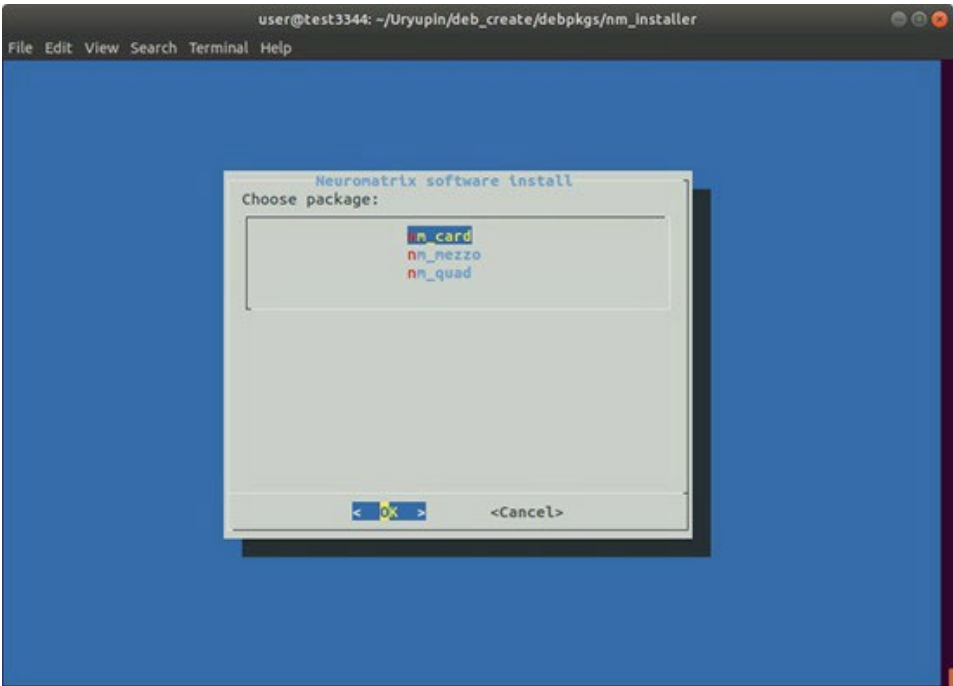 user@test3344: ~/Uryupin/deb_create/debpkgs/nm_installer
File Edit View Search Terminal Help
Neuromatrix software install
Choose package:
nm_card
nm_mezzo
nm_quad
< OK > <Cancel>